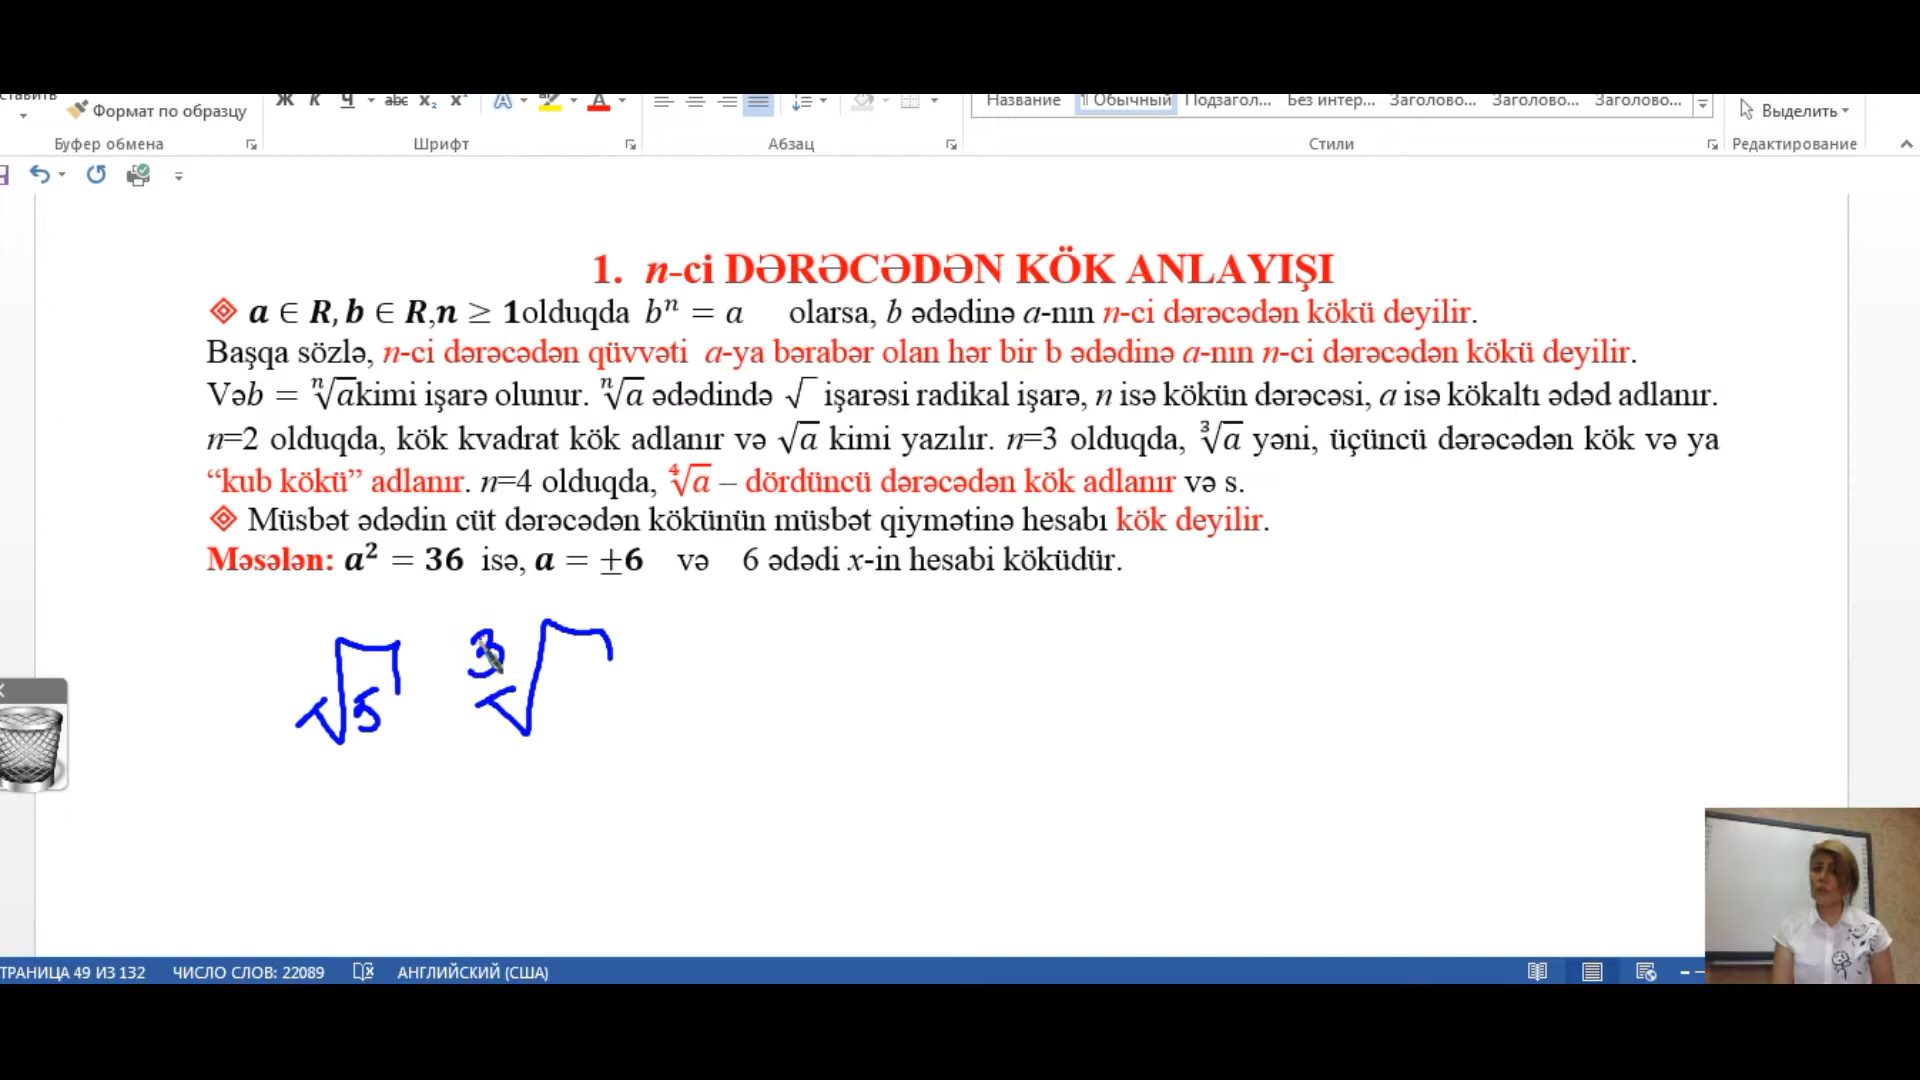 Формат по образцу
Ж К Ч abc x₂ x A A
Название ¶ Обычный Подзагол... Без интер... Заголово... Заголово... Заголово...
Выделить
Буфер обмена Шрифт Абзац Стили Редактирование
1. n-ci DƏRƏCƏDƏN KÖK ANLAYIŞI
a ∈ R, b ∈ R,n ≥ 1olduqda bⁿ = a olarsa, b ədədinə a-nın n-ci dərəcədən kökü deyilir.
Başqa sözlə, n-ci dərəcədən qüvvəti a-ya bərabər olan hər bir b ədədinə a-nın n-ci dərəcədən kökü deyilir.
Vəb = ⁿ√a kimi işarə olunur. ⁿ√a ədədində √ işarəsi radikal işarə, n isə kökün dərəcəsi, a isə kökaltı ədəd adlanır.
n=2 olduqda, kök kvadrat kök adlanır və √a kimi yazılır. n=3 olduqda, ³√a yəni, üçüncü dərəcədən kök və ya
“kub kökü” adlanır. n=4 olduqda, ⁴√a – dördüncü dərəcədən kök adlanır və s.
Müsbət ədədin cüt dərəcədən kökünün müsbət qiymətinə hesabı kök deyilir.
Məsələn: a² = 36 isə, a = ±6 və 6 ədədi x-in hesabi köküdür.
√5 ³√
ТРАНИЦА 49 ИЗ 132 ЧИСЛО СЛОВ: 22089 АНГЛИЙСКИЙ (США)